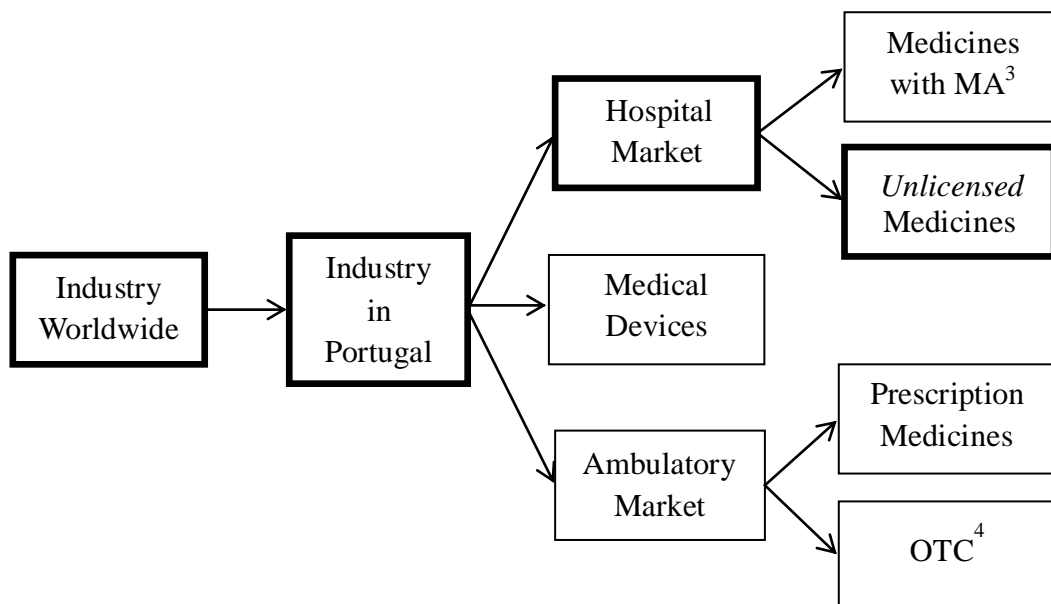 Industry
Worldwide
Industry
in
Portugal
Hospital
Market
Medical
Devices
Ambulatory
Market
Medicines
with MA³
Unlicensed
Medicines
Prescription
Medicines
OTC⁴